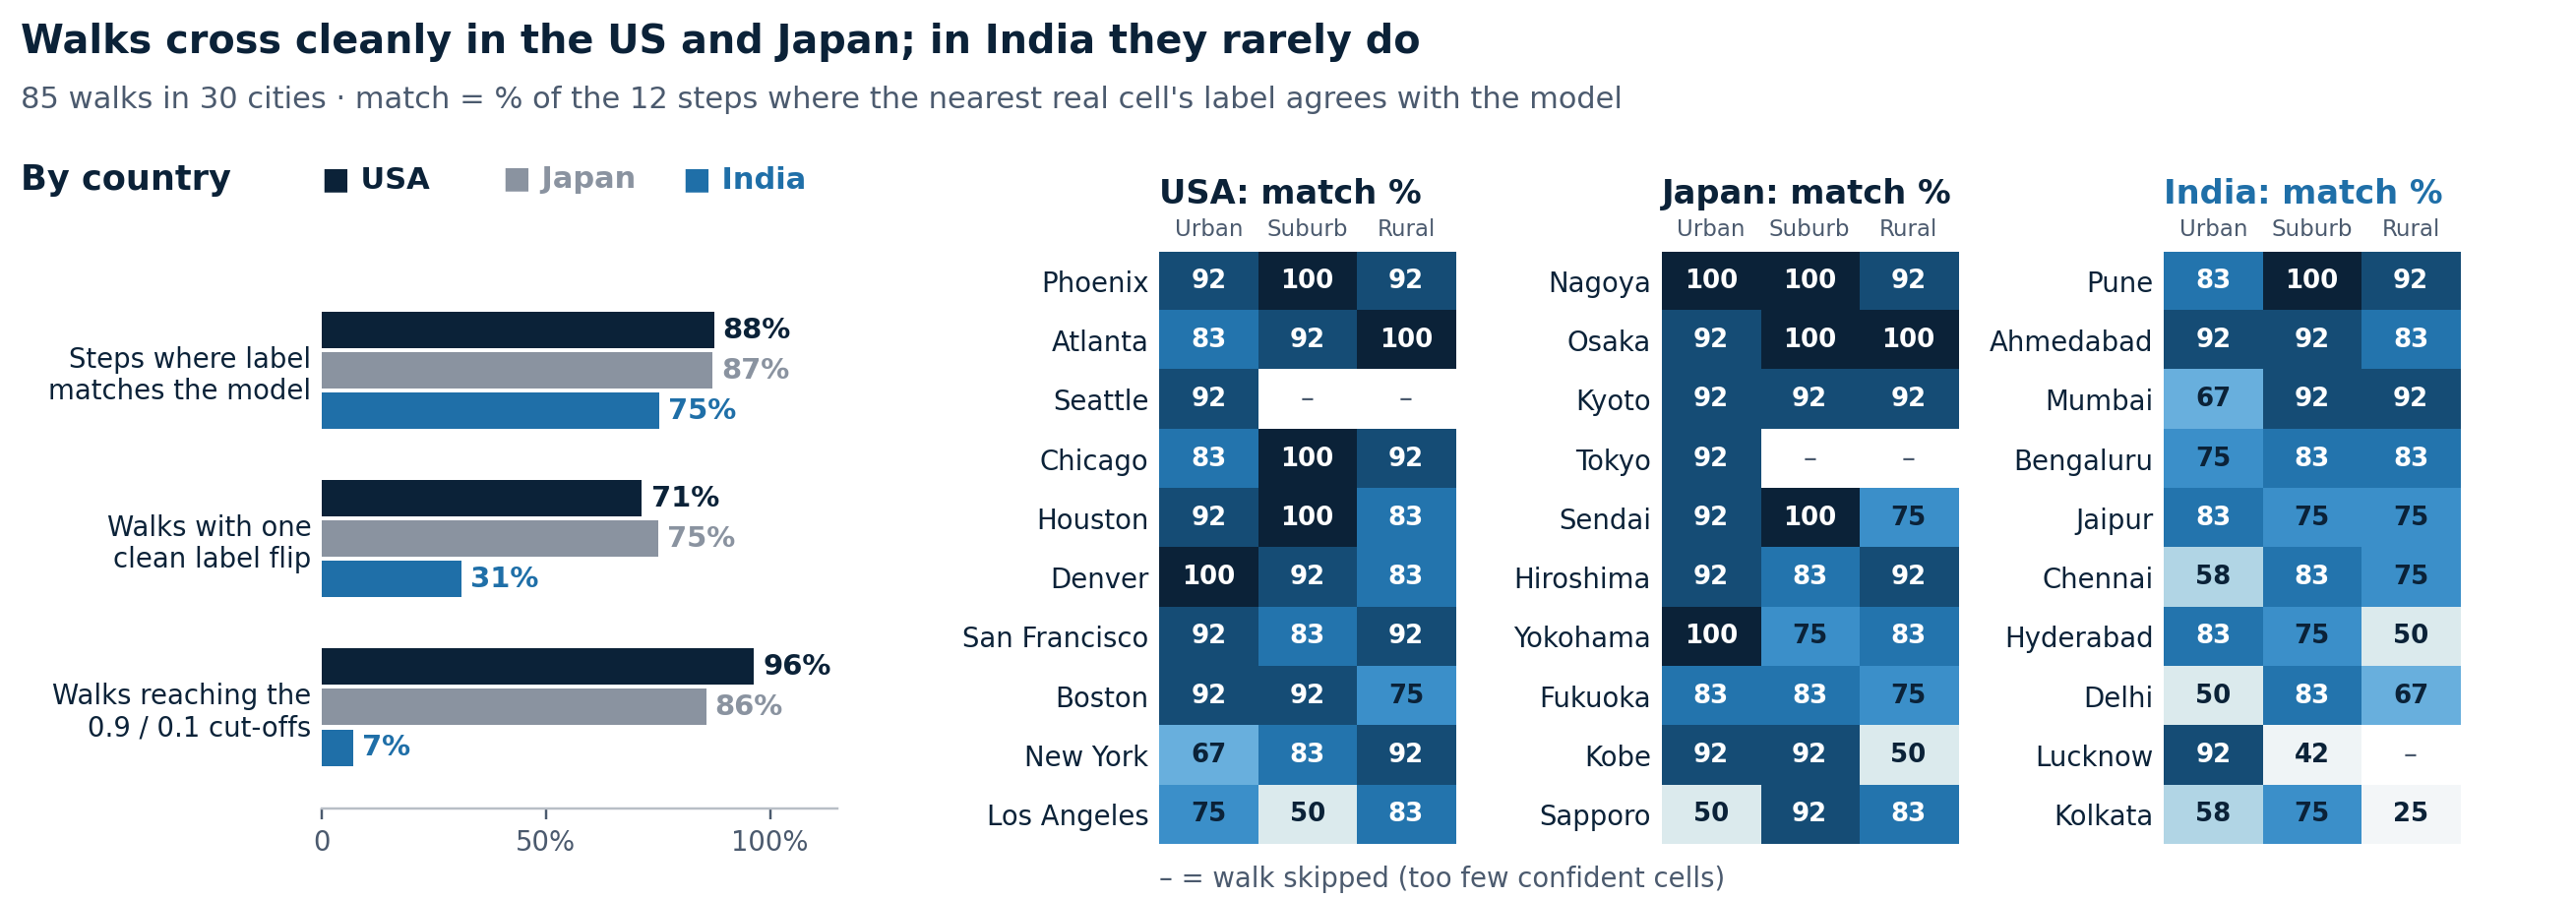 Walks cross cleanly in the US and Japan; in India they rarely do
85 walks in 30 cities · match = % of the 12 steps where the nearest real cell's label agrees with the model
By country
USA
Japan
India
Steps where label
matches the model
88%
87%
75%
Walks with one
clean label flip
71%
75%
31%
Walks reaching the
0.9 / 0.1 cut-offs
96%
86%
7%
0 50% 100%
USA: match %
Urban Suburb Rural
Phoenix 92 100 92
Atlanta 83 92 100
Seattle 92 – –
Chicago 83 100 92
Houston 92 100 83
Denver 100 92 83
San Francisco 92 83 92
Boston 92 92 75
New York 67 83 92
Los Angeles 75 50 83
Japan: match %
Urban Suburb Rural
Nagoya 100 100 92
Osaka 92 100 100
Kyoto 92 92 92
Tokyo 92 – –
Sendai 92 100 75
Hiroshima 92 83 92
Yokohama 100 75 83
Fukuoka 83 83 75
Kobe 92 92 50
Sapporo 50 92 83
India: match %
Urban Suburb Rural
Pune 83 100 92
Ahmedabad 92 92 83
Mumbai 67 92 92
Bengaluru 75 83 83
Jaipur 83 75 75
Chennai 58 83 75
Hyderabad 83 75 50
Delhi 50 83 67
Lucknow 92 42 –
Kolkata 58 75 25
– = walk skipped (too few confident cells)